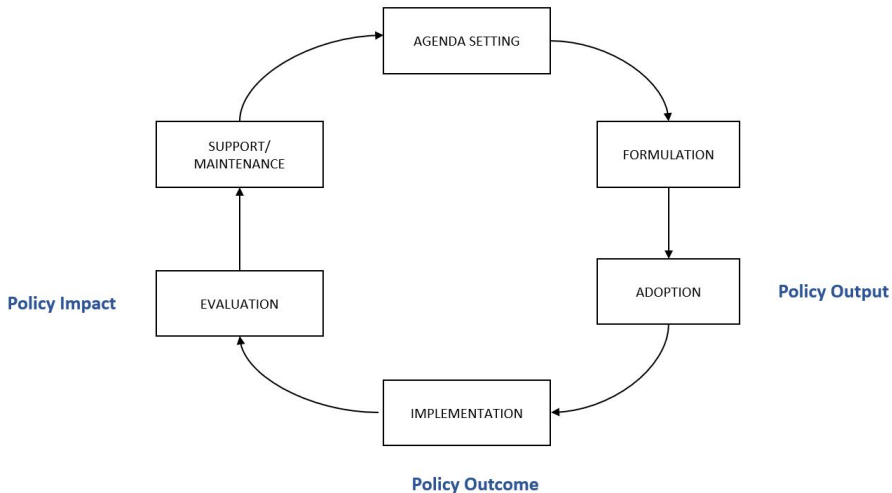 AGENDA SETTING
SUPPORT/
MAINTENANCE
FORMULATION
Policy Impact
EVALUATION
ADOPTION
Policy Output
IMPLEMENTATION
Policy Outcome